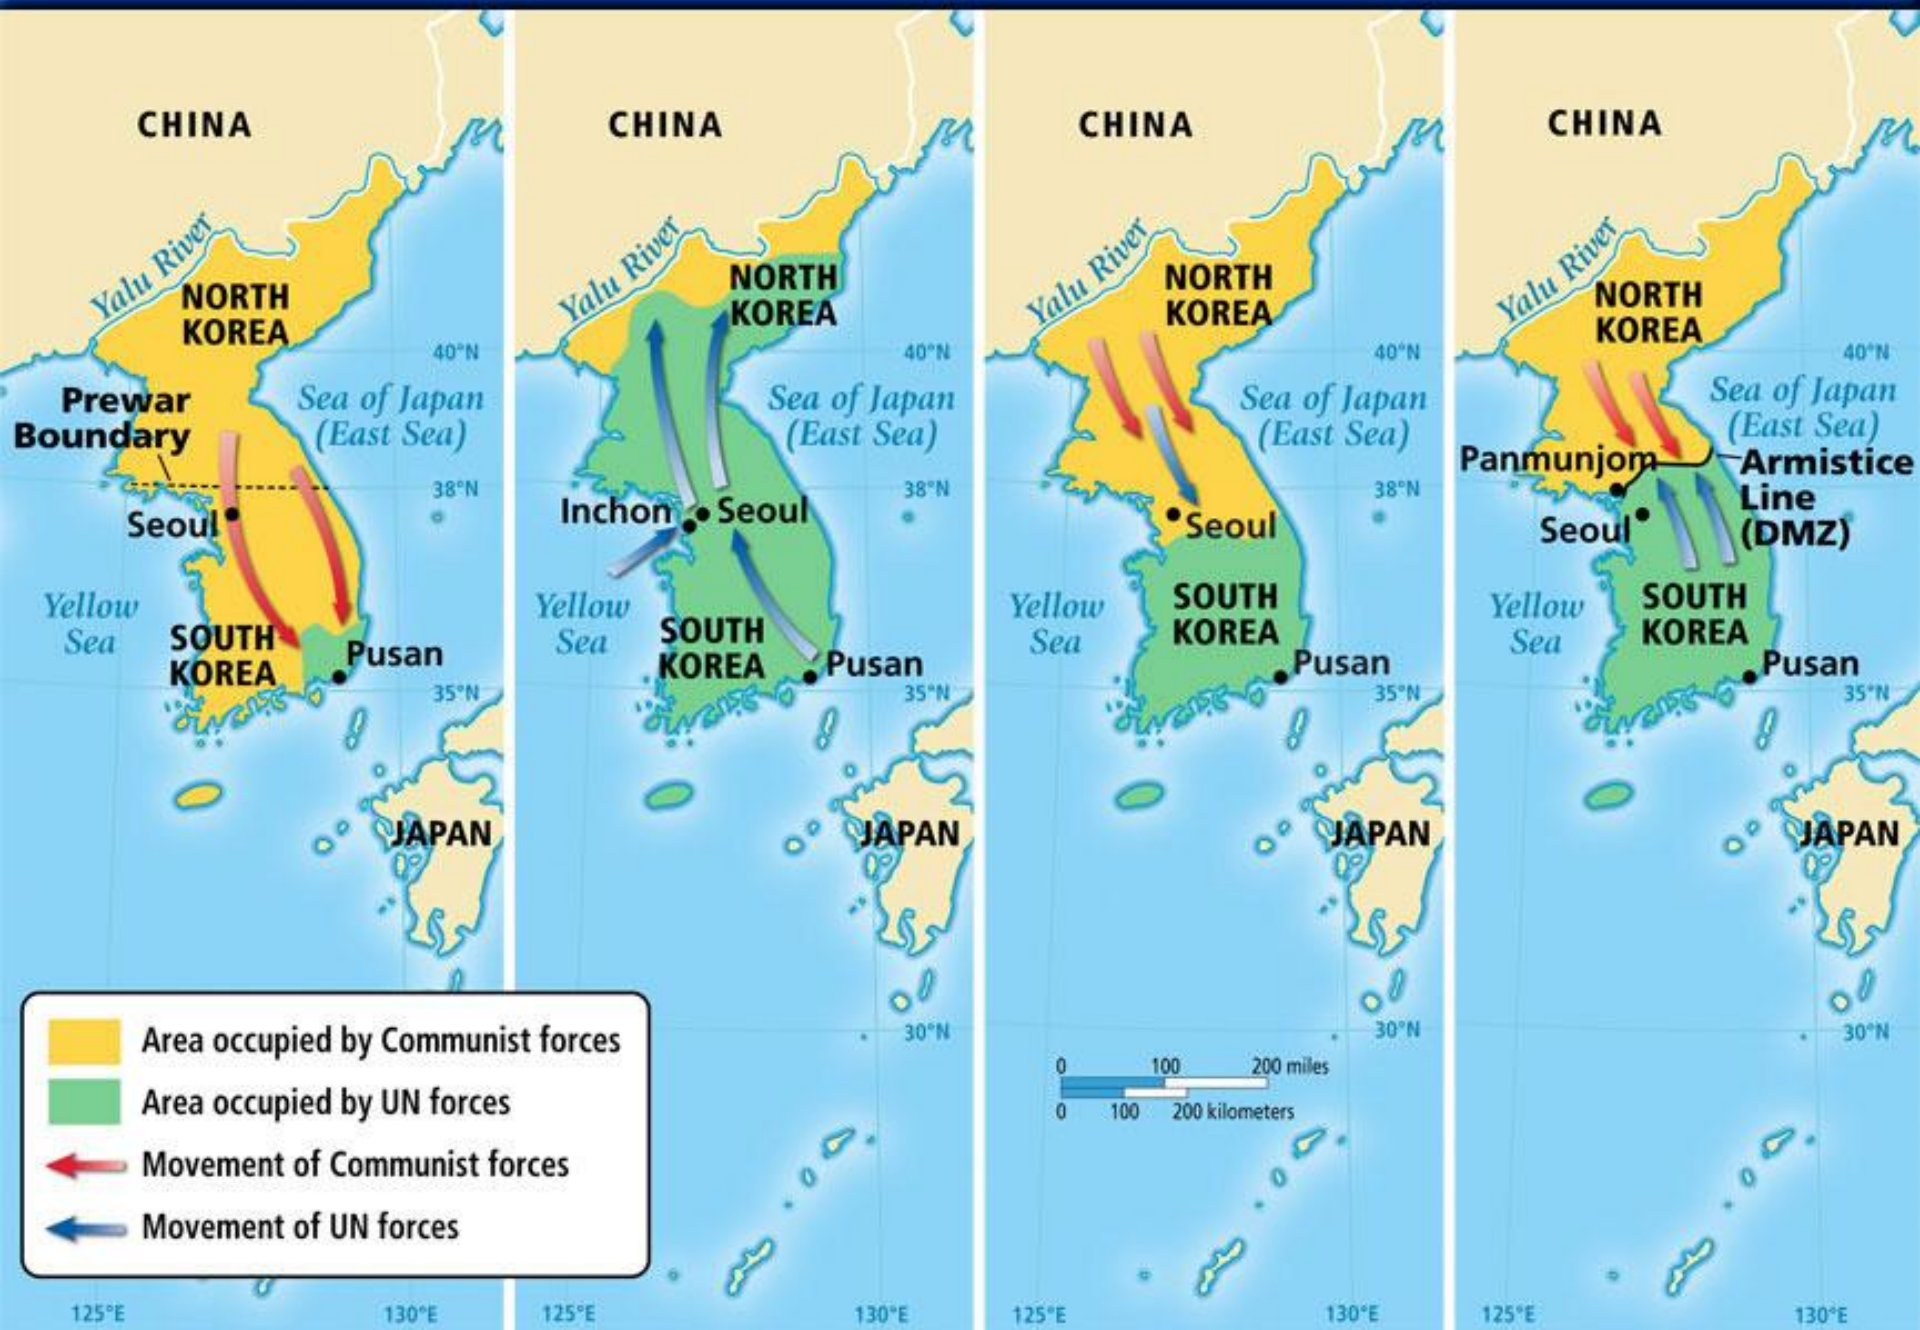 CHINA
Yalu River
NORTH
KOREA
40°N
Prewar
Boundary
Sea of Japan
(East Sea)
38°N
Seoul
Yellow
Sea
SOUTH
KOREA
Pusan
35°N
JAPAN
125°E
130°E
CHINA
Yalu River
NORTH
KOREA
40°N
Sea of Japan
(East Sea)
38°N
Inchon
Seoul
Yellow
Sea
SOUTH
KOREA
Pusan
35°N
JAPAN
30°N
125°E
130°E
CHINA
Yalu River
NORTH
KOREA
40°N
Sea of Japan
(East Sea)
38°N
Seoul
Yellow
Sea
SOUTH
KOREA
Pusan
35°N
JAPAN
30°N
0 100 200 miles
0 100 200 kilometers
125°E
130°E
CHINA
Yalu River
NORTH
KOREA
40°N
Sea of Japan
(East Sea)
Panmunjom
Armistice
Line
(DMZ)
Seoul
Yellow
Sea
SOUTH
KOREA
Pusan
35°N
JAPAN
30°N
125°E
130°E
Area occupied by Communist forces
Area occupied by UN forces
Movement of Communist forces
Movement of UN forces